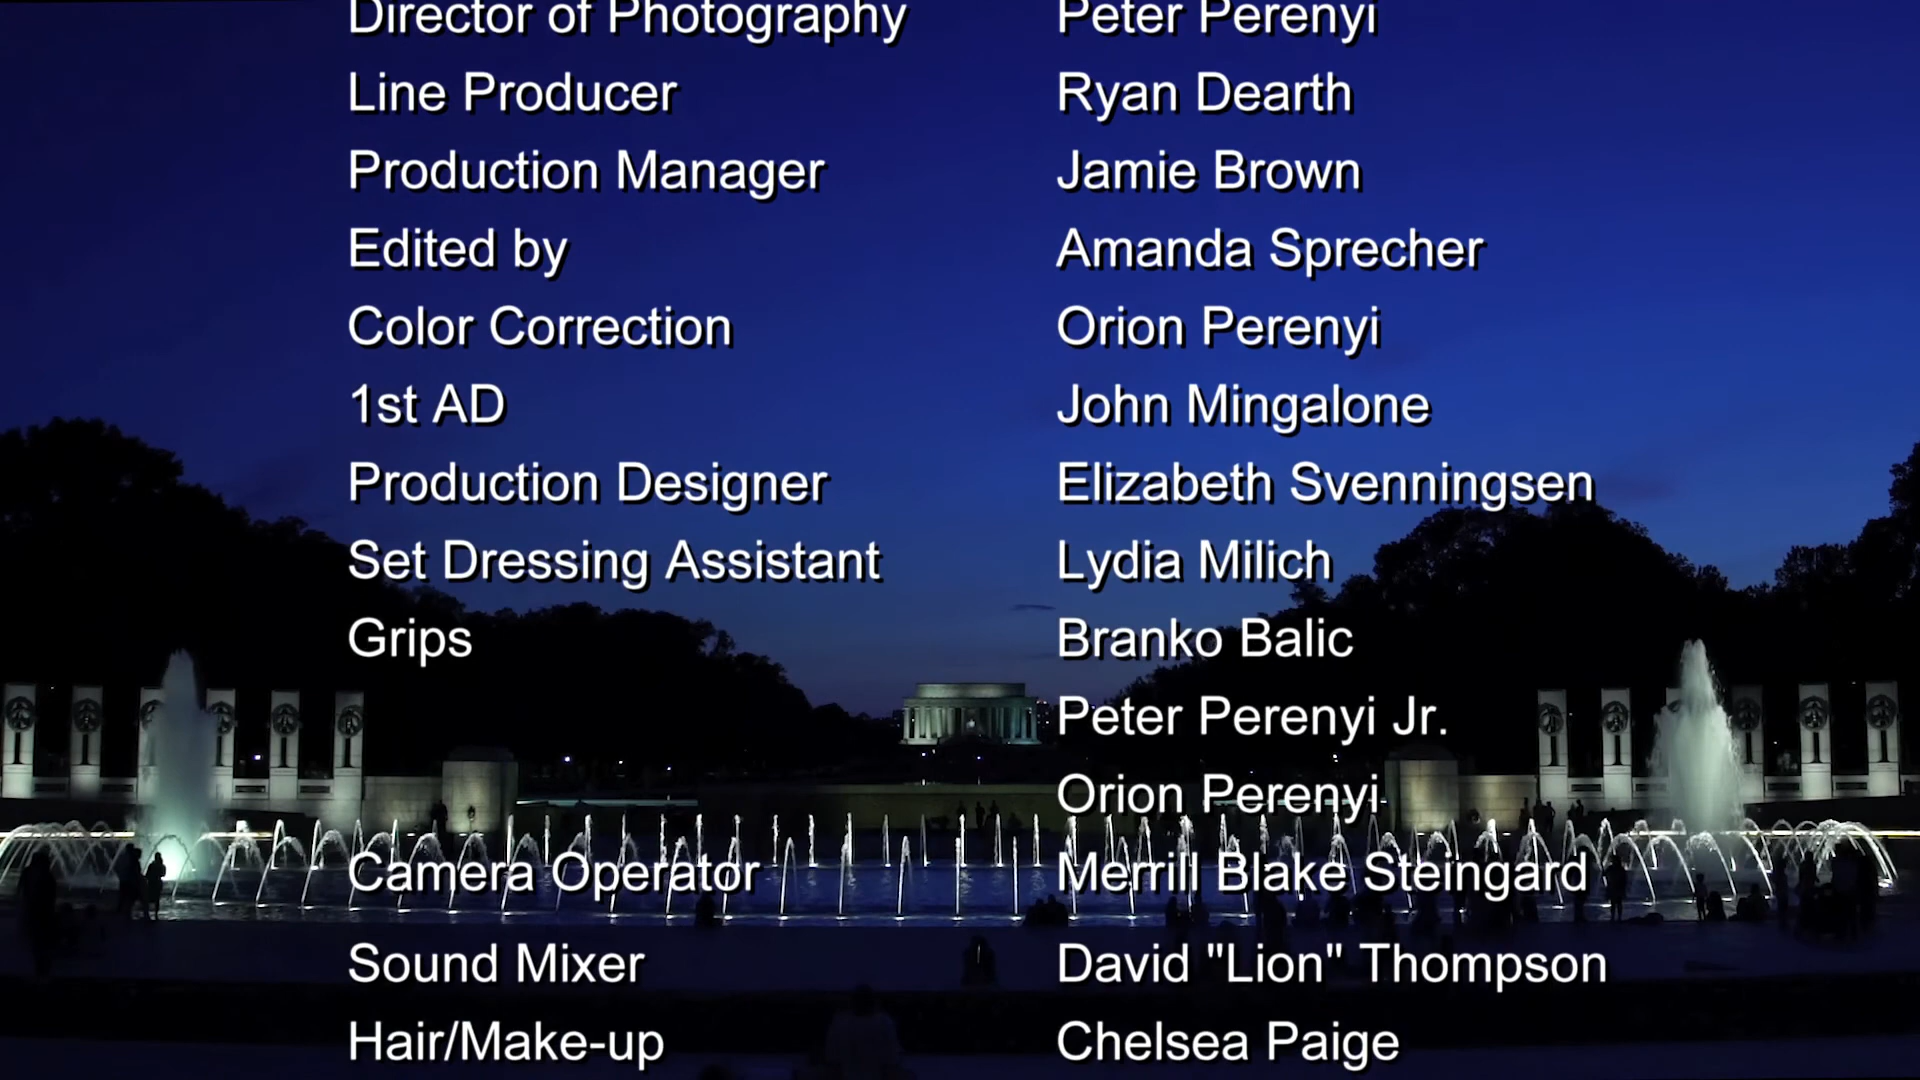 Director of Photography Peter Perenyi
Line Producer Ryan Dearth
Production Manager Jamie Brown
Edited by Amanda Sprecher
Color Correction Orion Perenyi
1st AD John Mingalone
Production Designer Elizabeth Svenningsen
Set Dressing Assistant Lydia Milich
Grips Branko Balic
Peter Perenyi Jr.
Orion Perenyi
Camera Operator Merrill Blake Steingard
Sound Mixer David "Lion" Thompson
Hair/Make-up Chelsea Paige